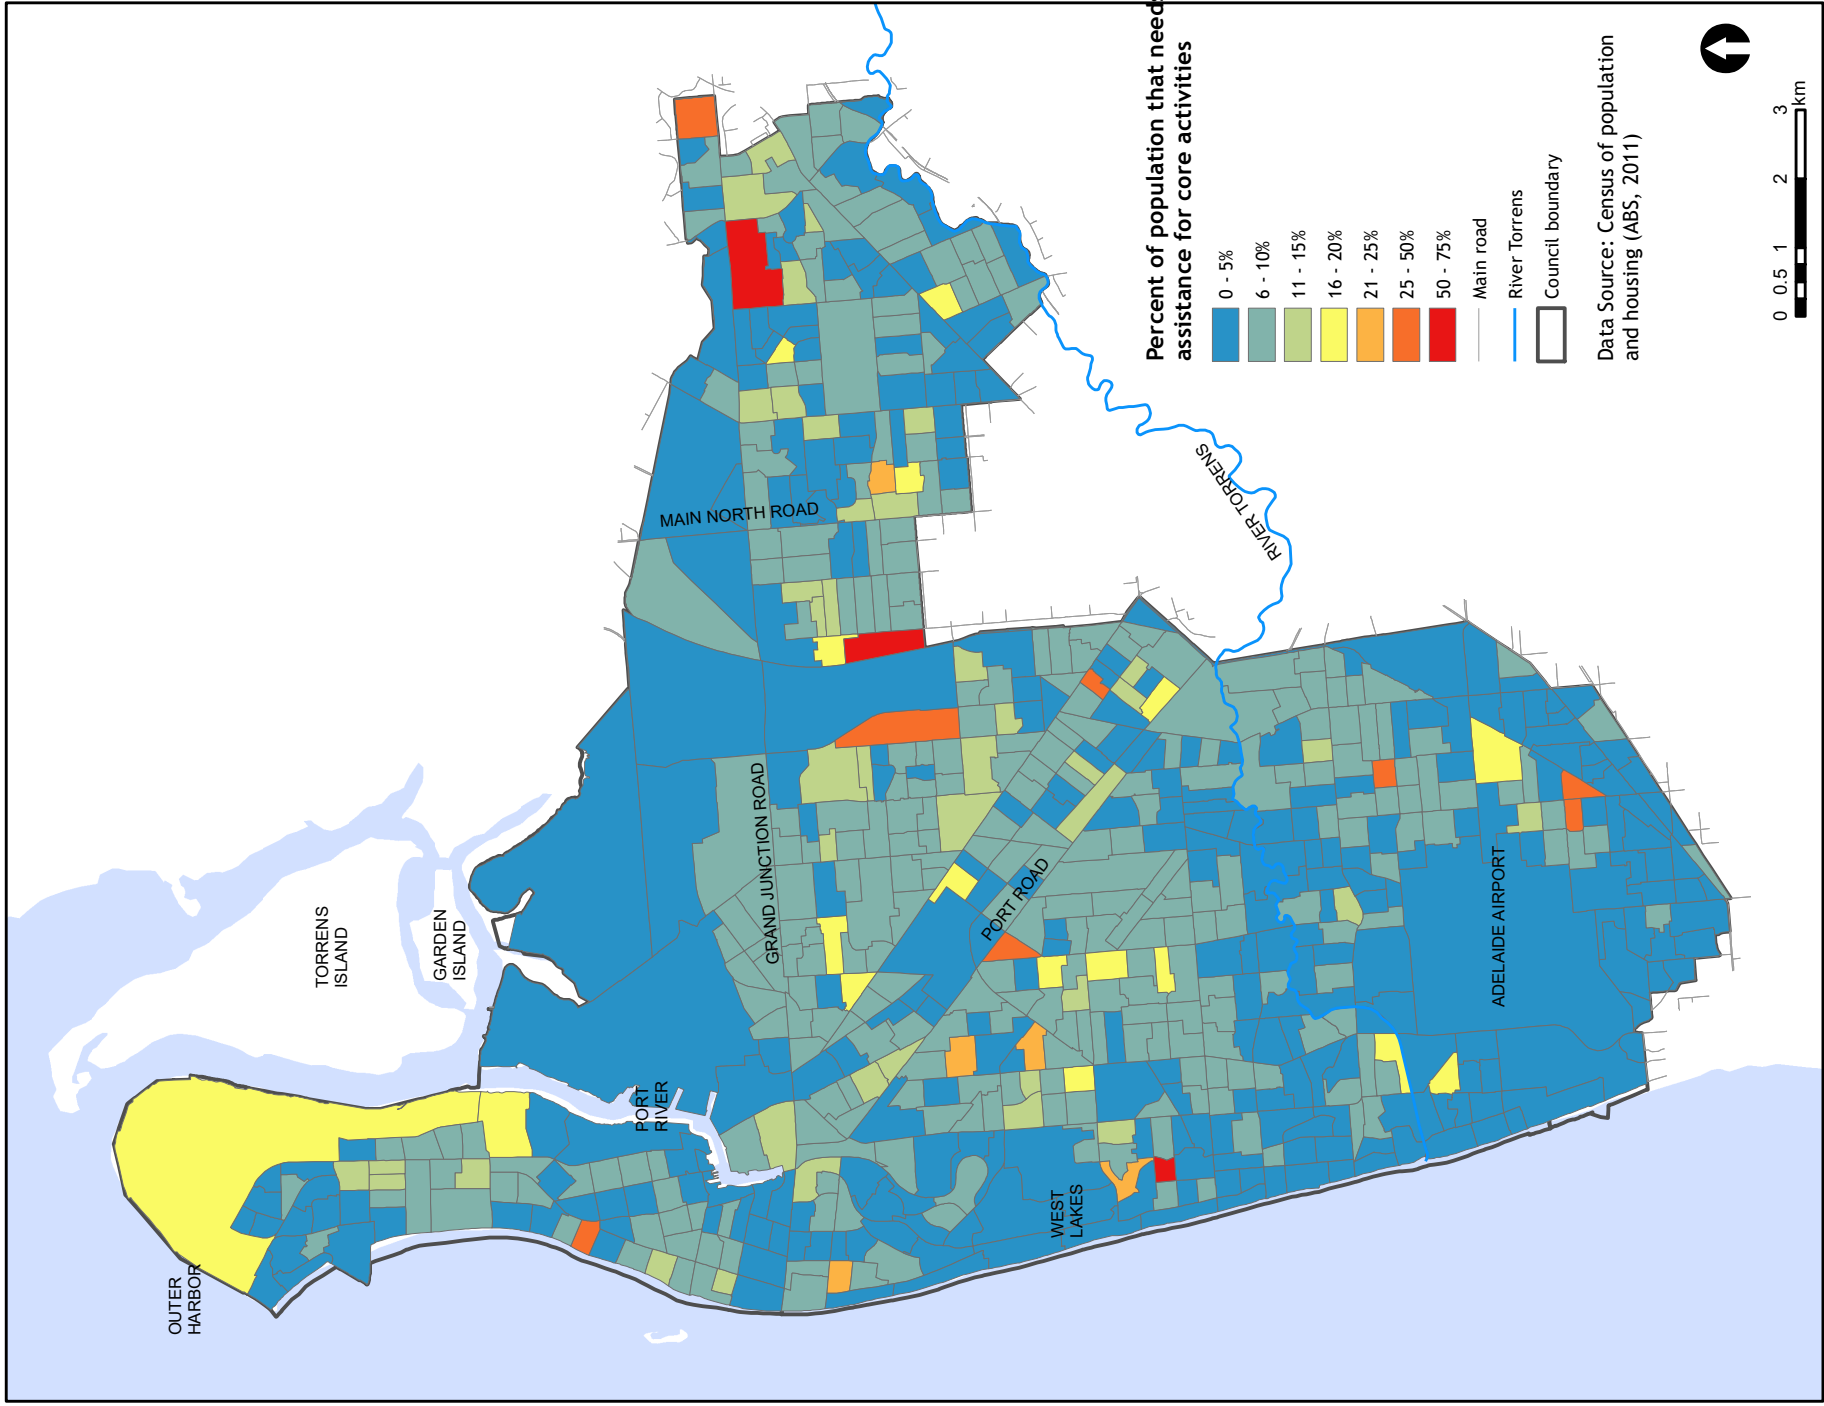 OUTER
HARBOR
TORRENS
ISLAND
GARDEN
ISLAND
PORT
RIVER
MAIN NORTH ROAD
GRAND JUNCTION ROAD
PORT ROAD
WEST
LAKES
RIVER TORRENS
ADELAIDE AIRPORT
Percent of population that need
assistance for core activities
0 - 5%
6 - 10%
11 - 15%
16 - 20%
21 - 25%
25 - 50%
50 - 75%
Main road
River Torrens
Council boundary
Data Source: Census of population
and housing (ABS, 2011)
0 0.5 1 2 3
km